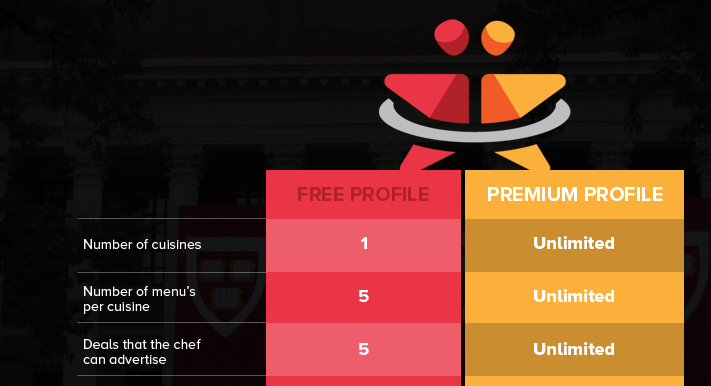 FREE PROFILE PREMIUM PROFILE
Number of cuisines 1 Unlimited
Number of menu's
per cuisine 5 Unlimited
Deals that the chef
can advertise 5 Unlimited